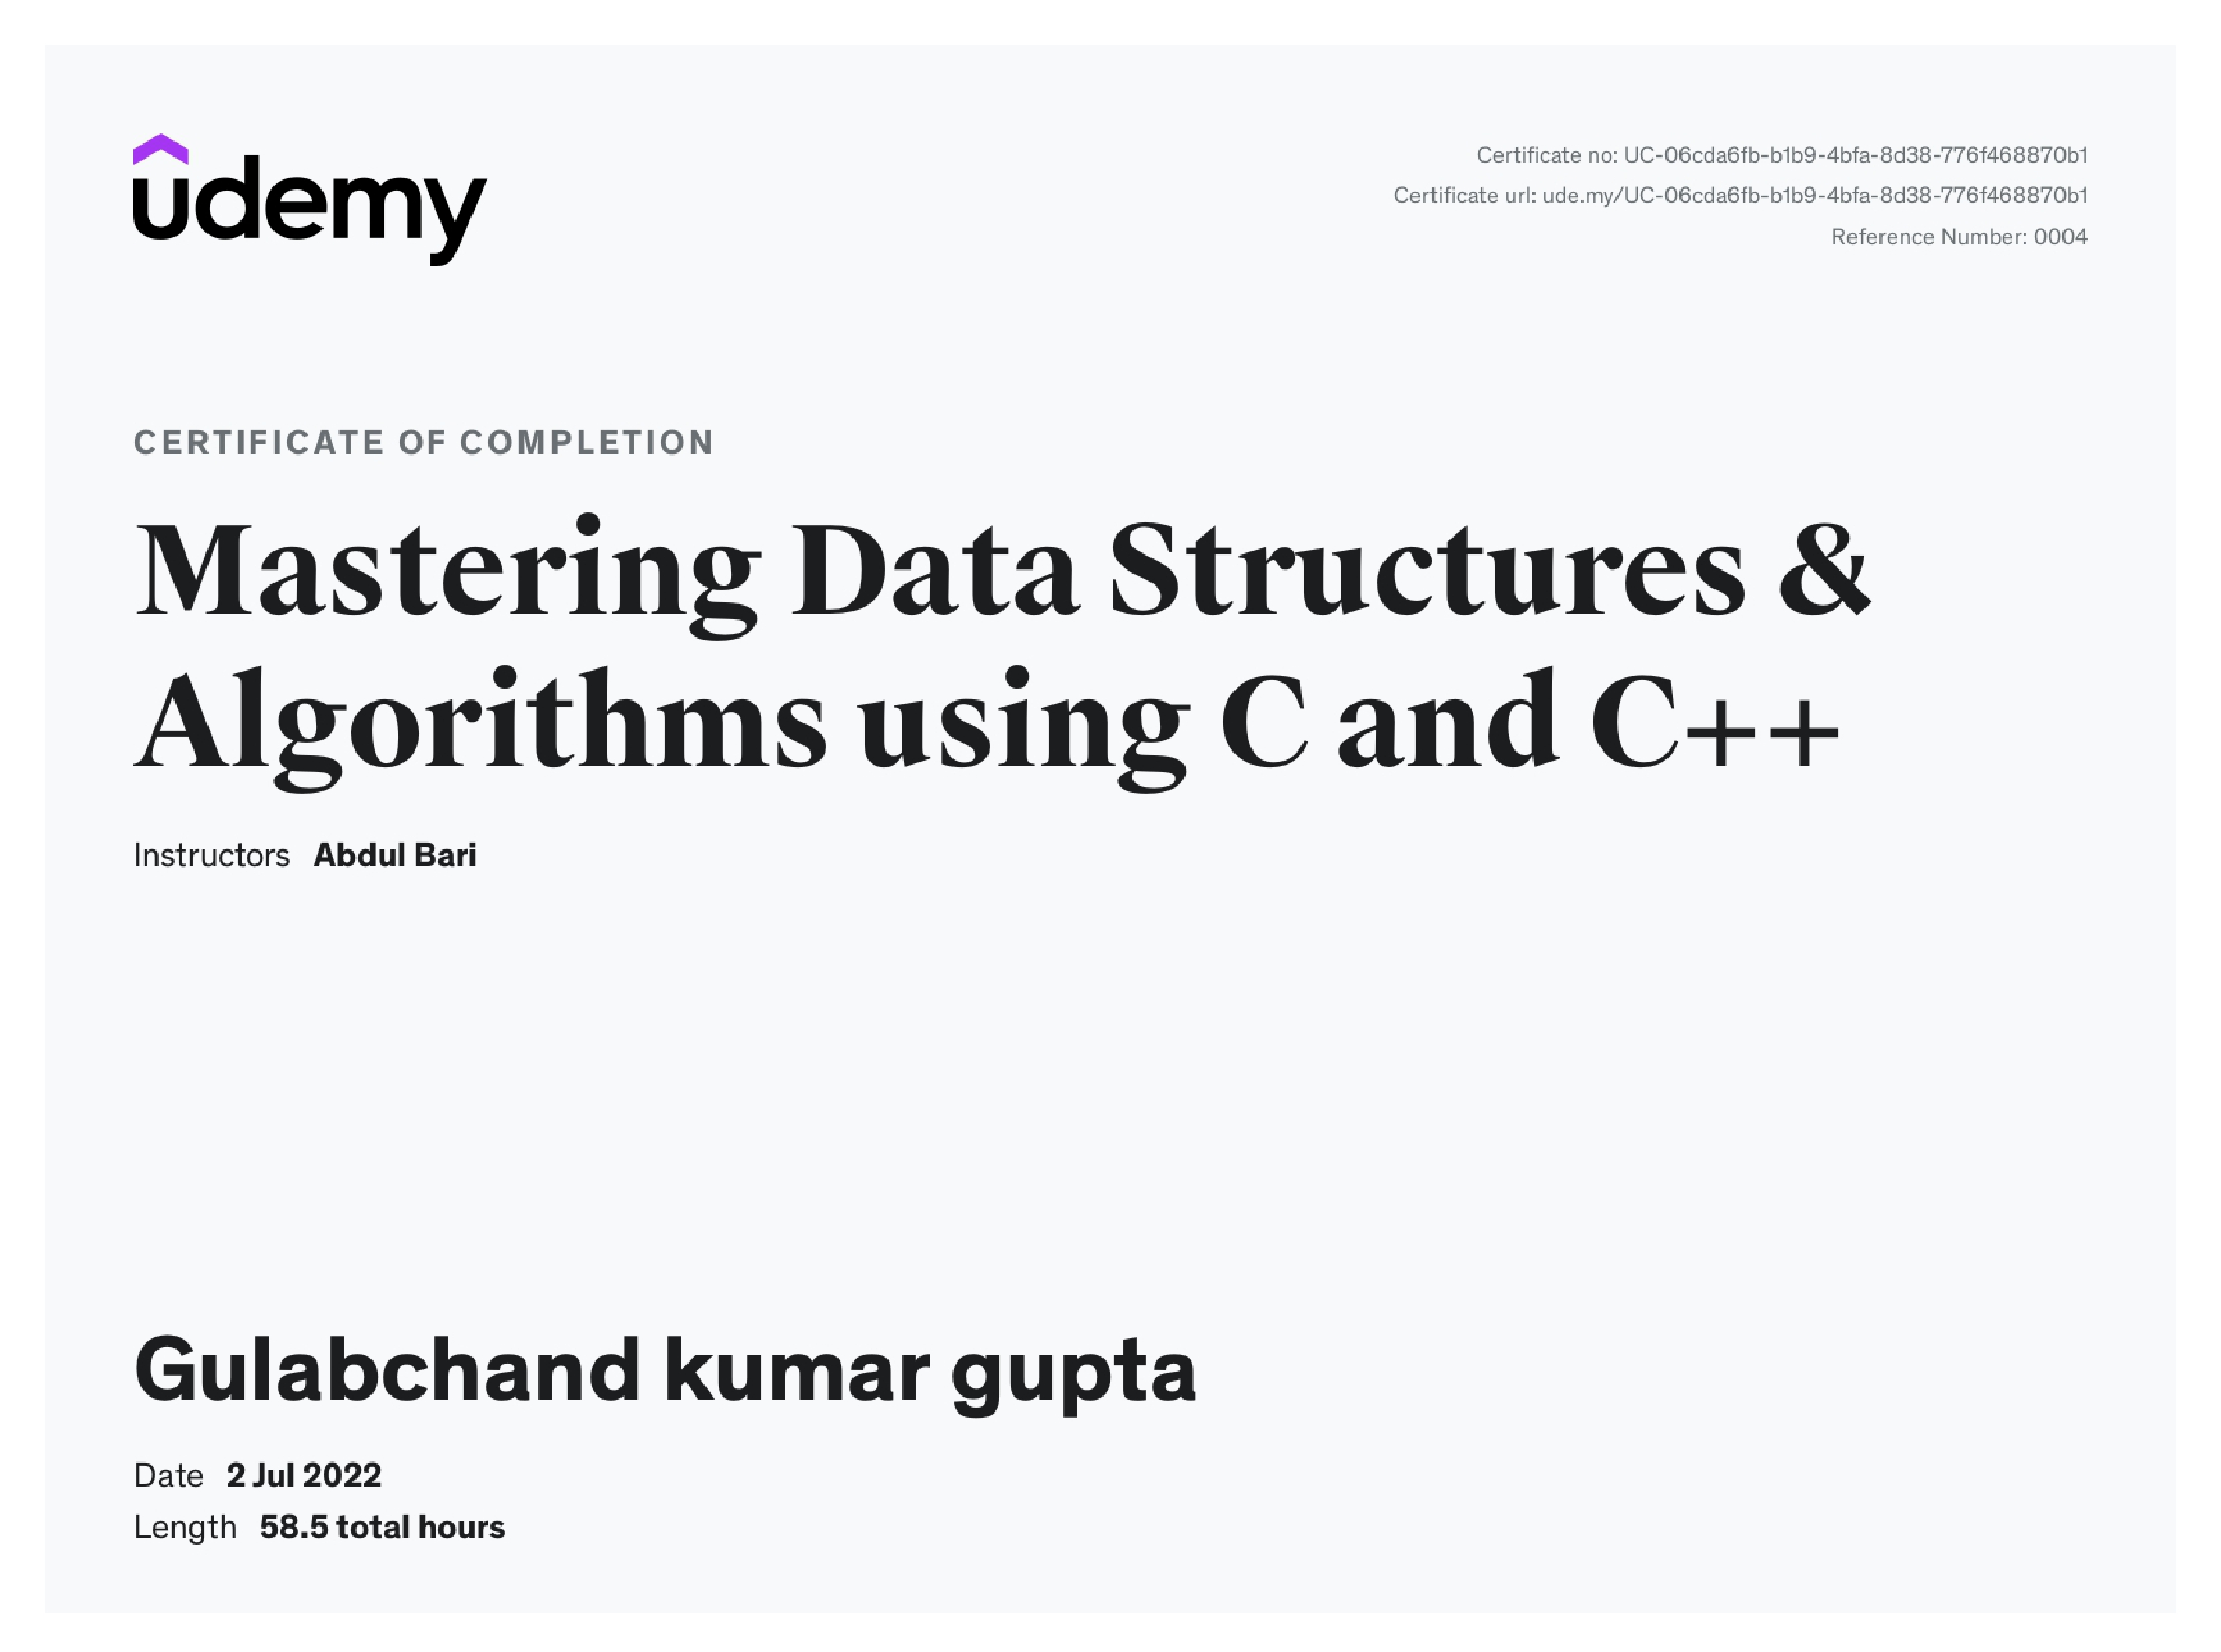 udemy
Certificate no: UC-06cda6fb-b1b9-4bfa-8d38-776f468870b1
Certificate url: ude.my/UC-06cda6fb-b1b9-4bfa-8d38-776f468870b1
Reference Number: 0004
CERTIFICATE OF COMPLETION
Mastering Data Structures &
Algorithms using C and C++
Instructors Abdul Bari
Gulabchand kumar gupta
Date 2 Jul 2022
Length 58.5 total hours